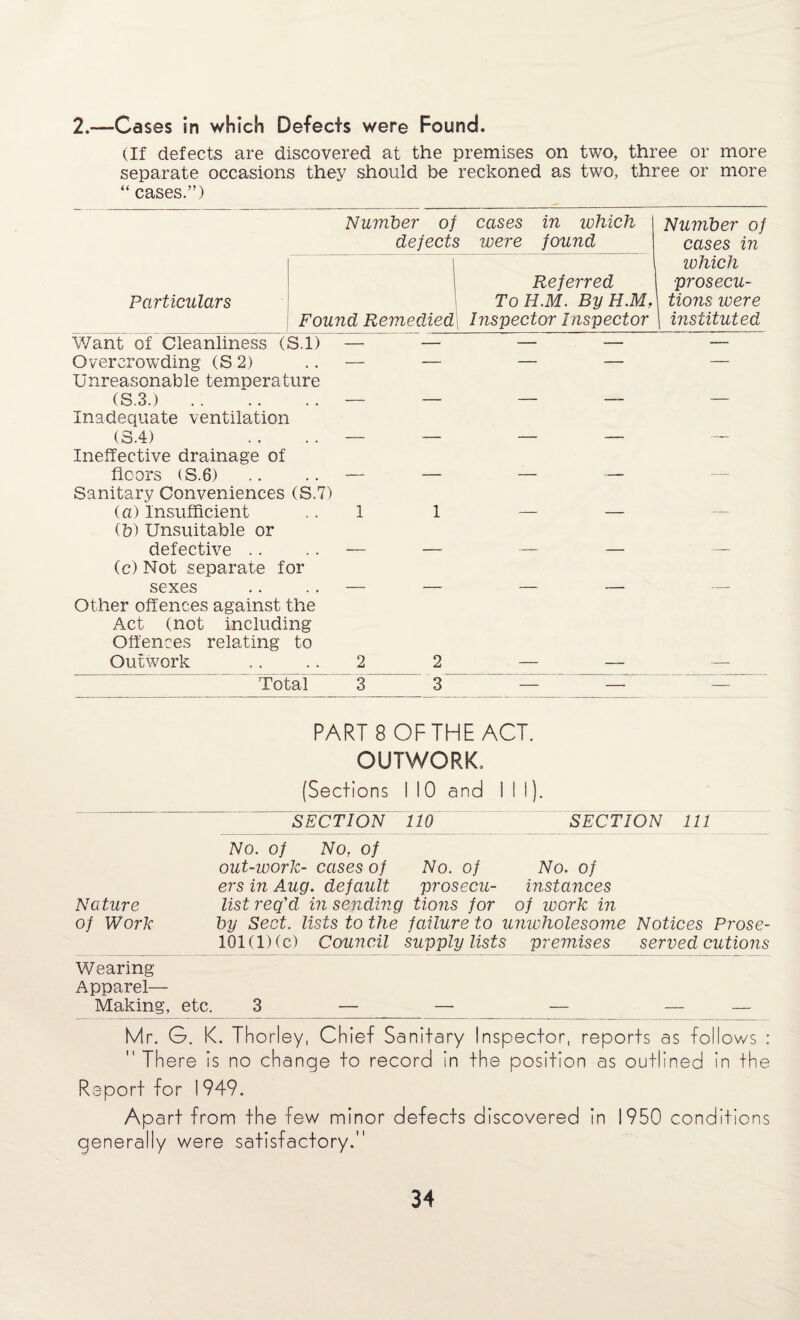 2.—Cases in which Defects were Found.
(If defects are discovered at the premises on two, three or more
separate occasions they should be reckoned as two, three or more
“ cases.”)
Number of cases in which defects were found Number of cases in which prosecu- tions were instituted
Referred
Particulars To H.M. By H.M.
Found Remedied Inspector Inspector
Want of Cleanliness (S.1) — — — — —
Overcrowding (S 2) .. — — — — —
Unreasonable temperature
(S.3.) .. .. .. — — — — —
Inadequate ventilation
(S.4) .. .. — — — — —
Ineffective drainage of
floors (S.6) .. .. — — — — —
Sanitary Conveniences (S.7)
(a) Insufficient .. 1 1 — — —
(b) Unsuitable or
defective .. .. — — — — —
(c) Not separate for
sexes .. .. — — — — —
Other offences against the
Act (not including
Offences relating to
Outwork .. .. 2 2 — — —
Total 3 3 — — —
PART 8 OF THE ACT.
OUTWORK.
(Sections 110 and 111).
SECTION 110 SECTION 111
No. of No. of
out-work- cases of No. of No. of
ers in Aug. default prosecu- instances
Nature list req’d in sending tions for of work in
of Work by Sect. lists to the failure to unwholesome Notices Prose-
101(1)(c) Council supply lists premises served cutions
Wearing
Apparel—
Making, etc. 3 — — — — —
Mr. G. K. Thorley, Chief Sanitary Inspector, reports as follows :
" There is no change to record in the position as outlined in the
Report for 1949.
Apart from the few minor defects discovered in 1950 conditions
generally were satisfactory."
34